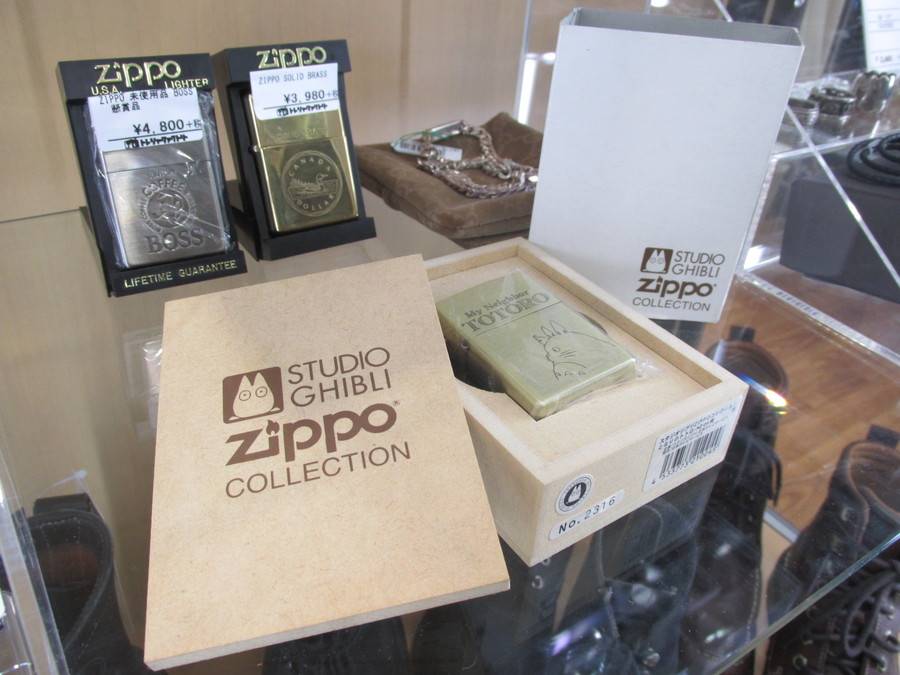 zippo
U.S.A. LIGHTER
ZIPPO 未使用品 BOSS
懸賞品
¥4,800+税
COFFEE
BOSS
LIFETIME GUARANTEE
zippo
ZIPPO SOLID BRASS
¥3,980+税
CANADA
DOLLAR
STUDIO
GHIBLI
zippo®
COLLECTION
My Neighbor
TOTORO
STUDIO
GHIBLI
zippo®
COLLECTION
No. 2316